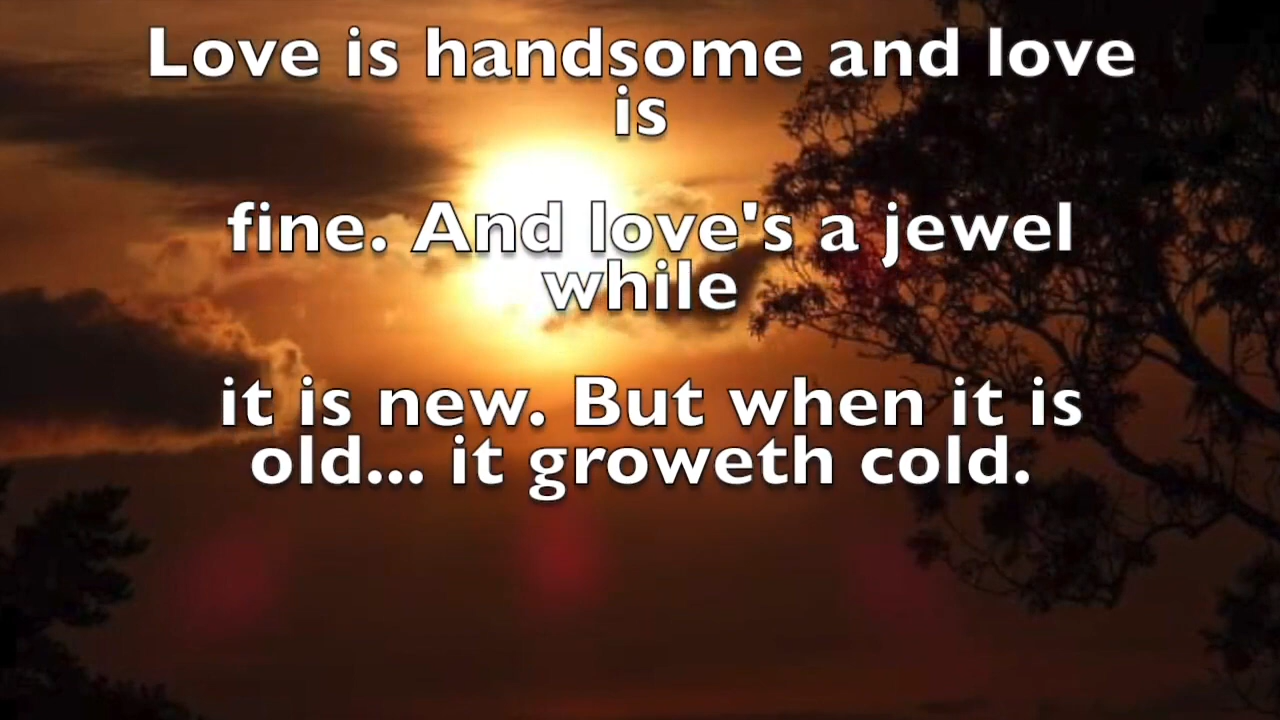 Love is handsome and love
is
fine. And love's a jewel
while
it is new. But when it is
old... it groweth cold.